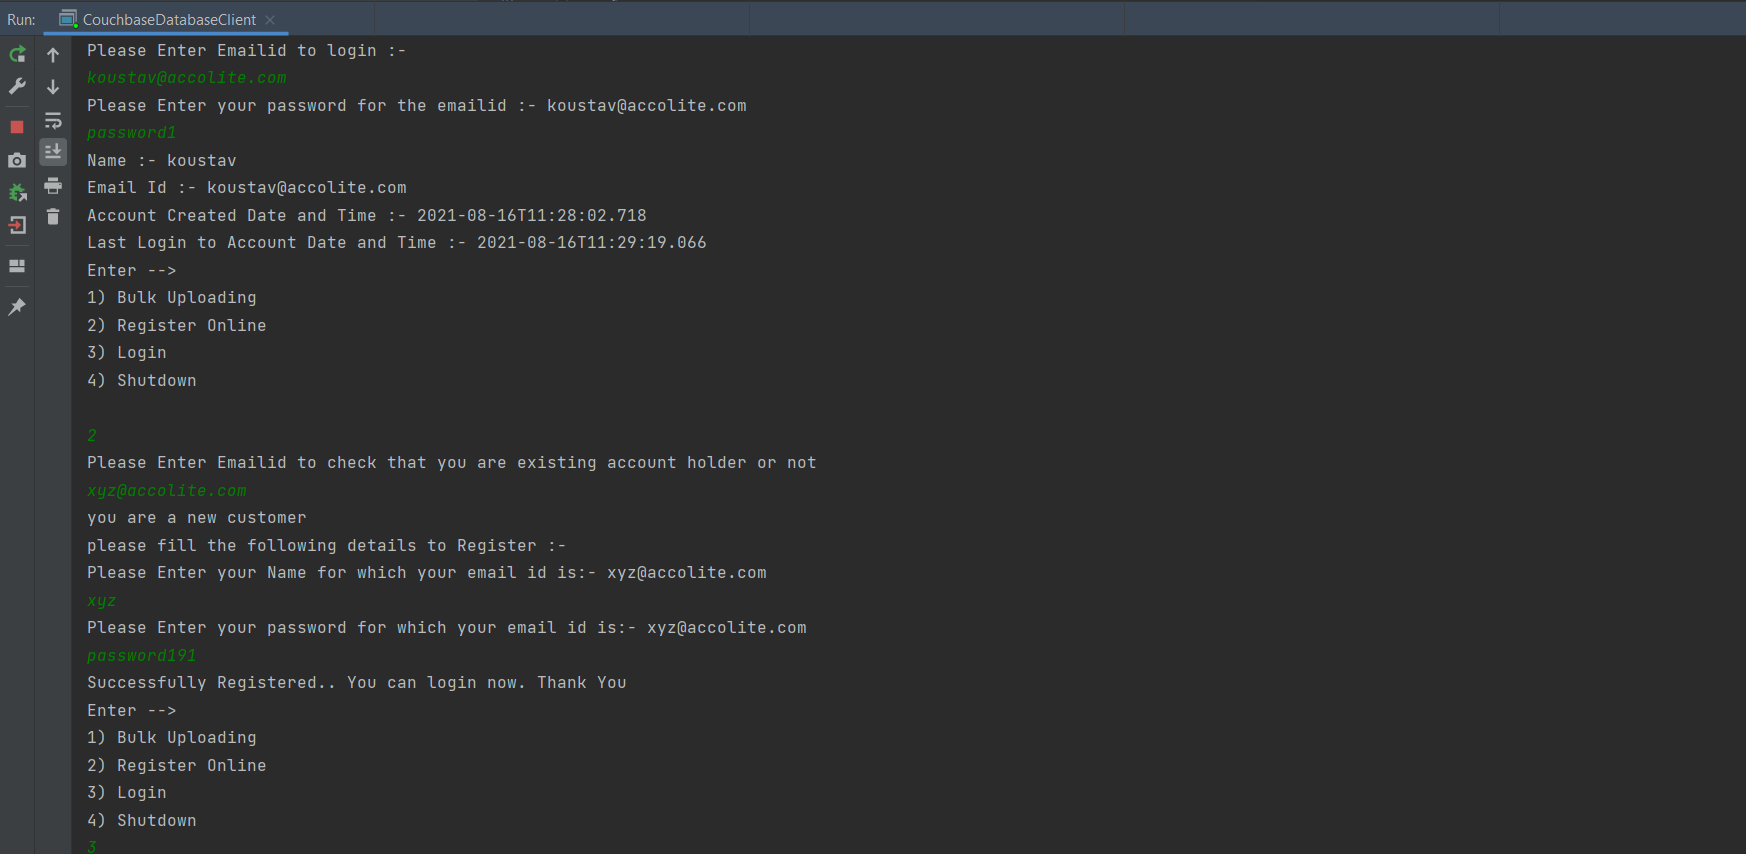 Run: CouchbaseDatabaseClient
Please Enter Emailid to login :-
koustav@accolite.com
Please Enter your password for the emailid :- koustav@accolite.com
password1
Name :- koustav
Email Id :- koustav@accolite.com
Account Created Date and Time :- 2021-08-16T11:28:02.718
Last Login to Account Date and Time :- 2021-08-16T11:29:19.066
Enter -->
1) Bulk Uploading
2) Register Online
3) Login
4) Shutdown
2
Please Enter Emailid to check that you are existing account holder or not
xyz@accolite.com
you are a new customer
please fill the following details to Register :-
Please Enter your Name for which your email id is:- xyz@accolite.com
xyz
Please Enter your password for which your email id is:- xyz@accolite.com
password191
Successfully Registered.. You can login now. Thank You
Enter -->
1) Bulk Uploading
2) Register Online
3) Login
4) Shutdown
3